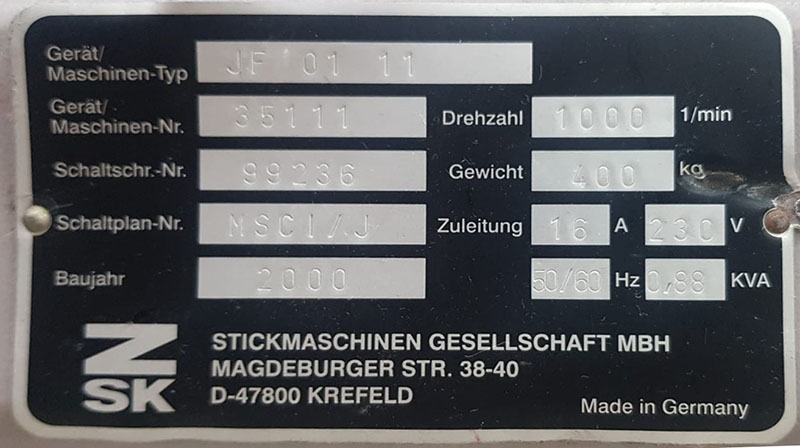 Gerät/
Maschinen-Typ JF 01 11
Gerät/
Maschinen-Nr. 35111 Drehzahl 1000 1/min
Schaltschr.-Nr. 99236 Gewicht 400 kg
Schaltplan-Nr. MSCI/J Zuleitung 16 A 230 V
Baujahr 2000 50/60 Hz 0,88 KVA
ZSK
STICKMASCHINEN GESELLSCHAFT MBH
MAGDEBURGER STR. 38-40
D-47800 KREFELD
Made in Germany